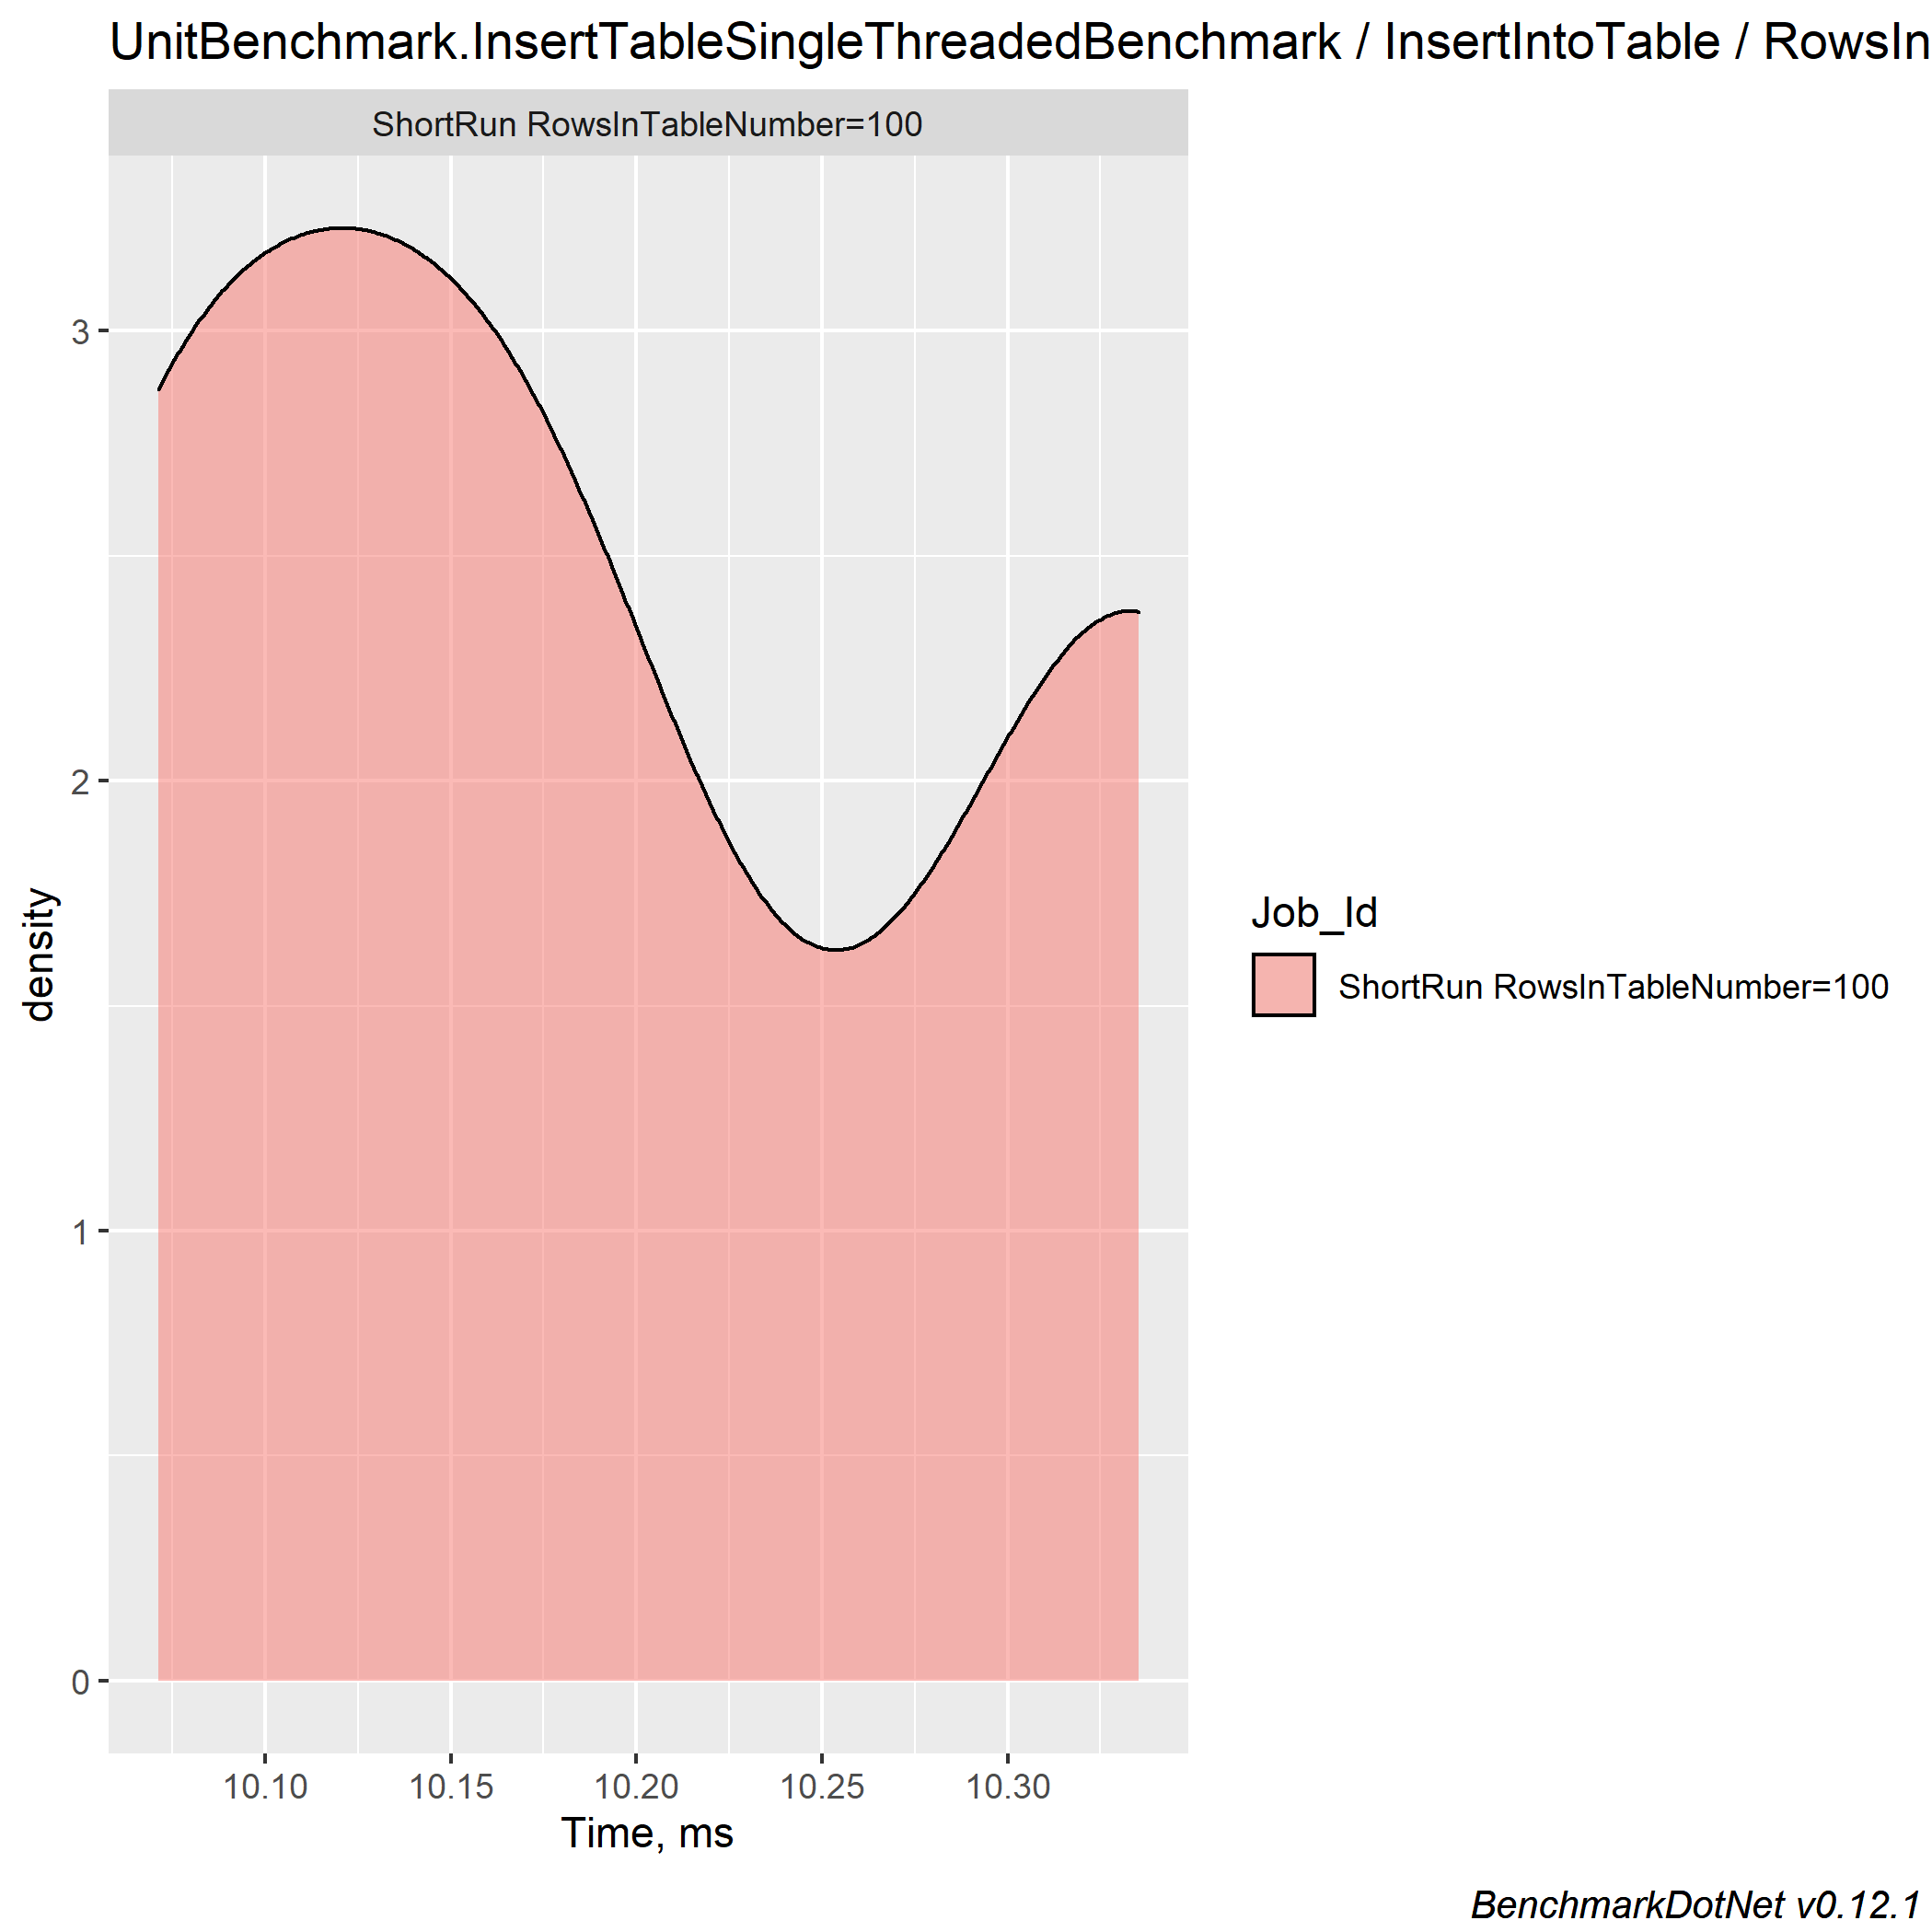 UnitBenchmark.InsertTableSingleThreadedBenchmark / InsertIntoTable / RowsIn
ShortRun RowsInTableNumber=100
3
2
1
0
density
10.10 10.15 10.20 10.25 10.30
Time, ms
Job_Id
ShortRun RowsInTableNumber=100
BenchmarkDotNet v0.12.1